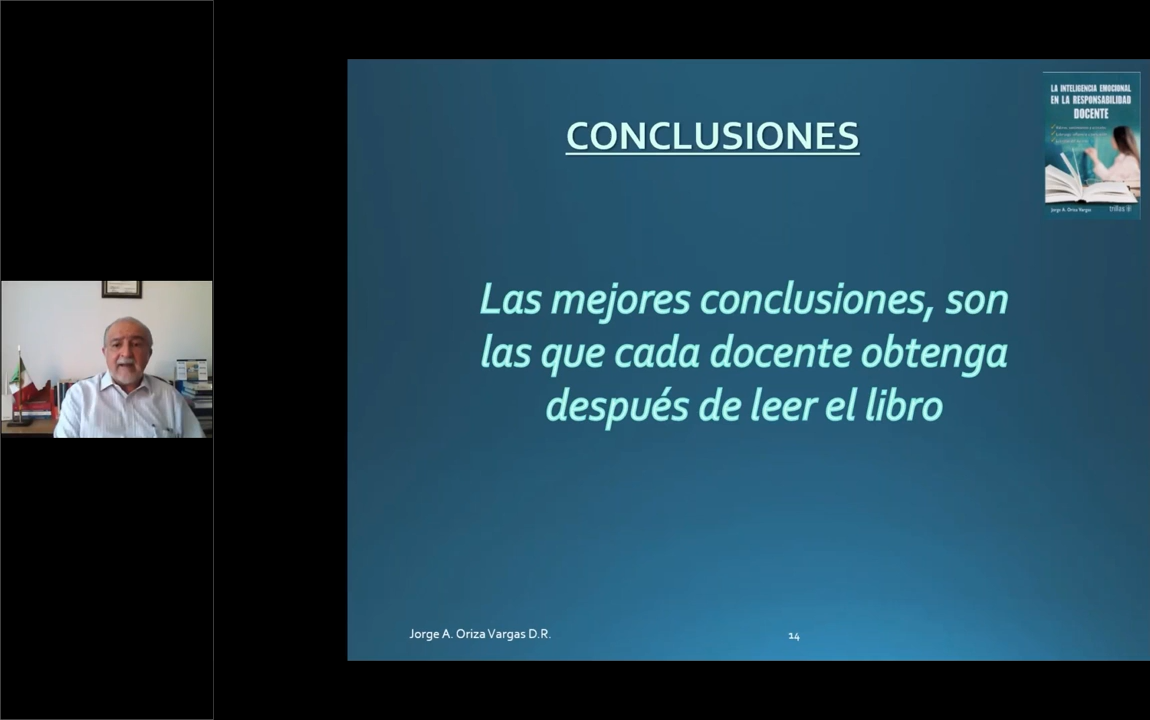 CONCLUSIONES
LA INTELIGENCIA EMOCIONAL
EN LA RESPONSABILIDAD
DOCENTE
Jorge A. Oriza Vargas
trillas
Las mejores conclusiones, son
las que cada docente obtenga
después de leer el libro
Jorge A. Oriza Vargas D.R.
14